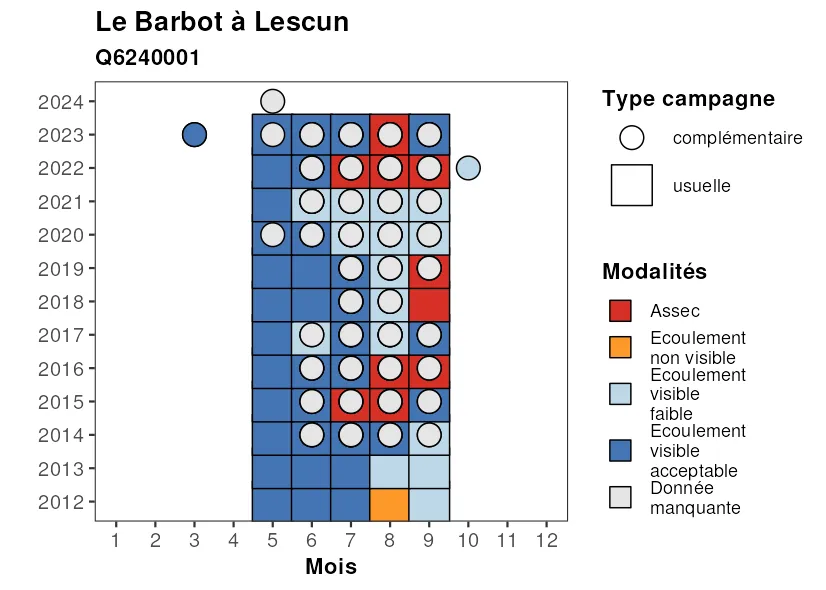 Le Barbot à Lescun
Q6240001
2024
2023
2022
2021
2020
2019
2018
2017
2016
2015
2014
2013
2012
1 2 3 4 5 6 7 8 9 10 11 12
Mois
Type campagne
complémentaire
usuelle
Modalités
Assec
Ecoulement
non visible
Ecoulement
visible
faible
Ecoulement
visible
acceptable
Donnée
manquante